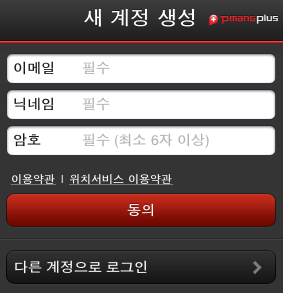 새 계정 생성 pmangplus
이메일 필수
닉네임 필수
암호 필수 (최소 6자 이상)
이용약관 | 위치서비스 이용약관
동의
다른 계정으로 로그인